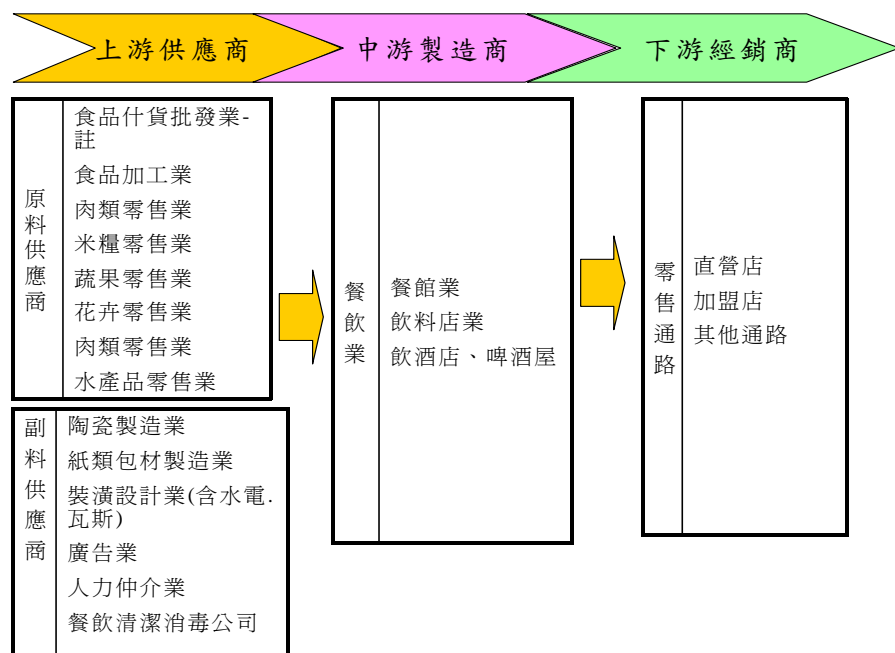 上游供應商
中游製造商
下游經銷商
原料供應商
食品什貨批發業-
註
食品加工業
肉類零售業
米糧零售業
蔬果零售業
花卉零售業
肉類零售業
水產品零售業
副料供應商
陶瓷製造業
紙類包材製造業
裝潢設計業(含水電.
瓦斯)
廣告業
人力仲介業
餐飲清潔消毒公司
餐飲業
餐館業
飲料店業
飲酒店、啤酒屋
零售通路
直營店
加盟店
其他通路